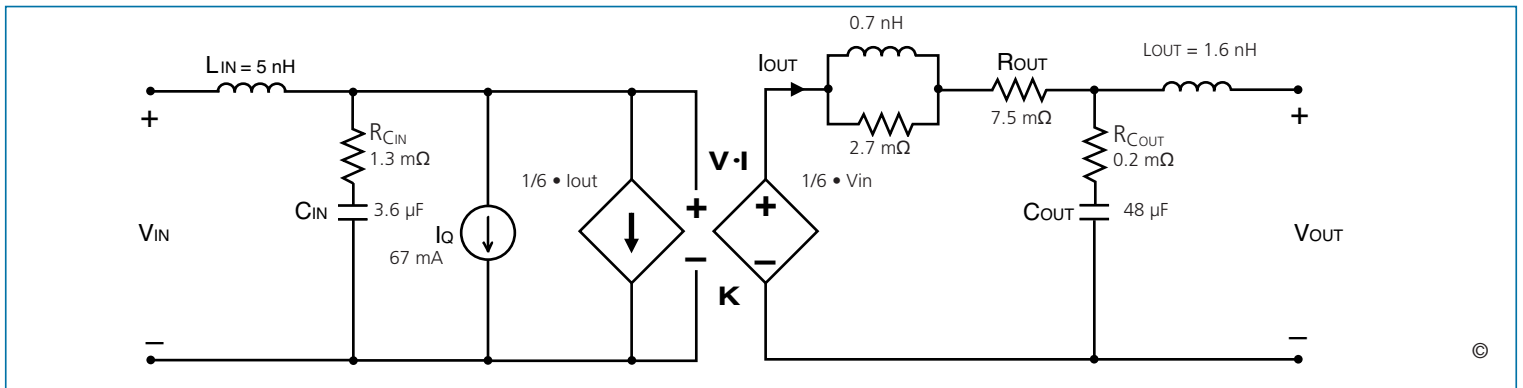 0.7 nH
LIN = 5 nH
IOUT
ROUT
LOUT = 1.6 nH
+
+
RCIN
1.3 mΩ
7.5 mΩ
RCOUT
0.2 mΩ
2.7 mΩ
V•I
1/6 • Iout
1/6 • Vin
+
+
CIN
3.6 µF
COUT
48 µF
VIN
IQ
67 mA
VOUT
–
–
K
–
–
©